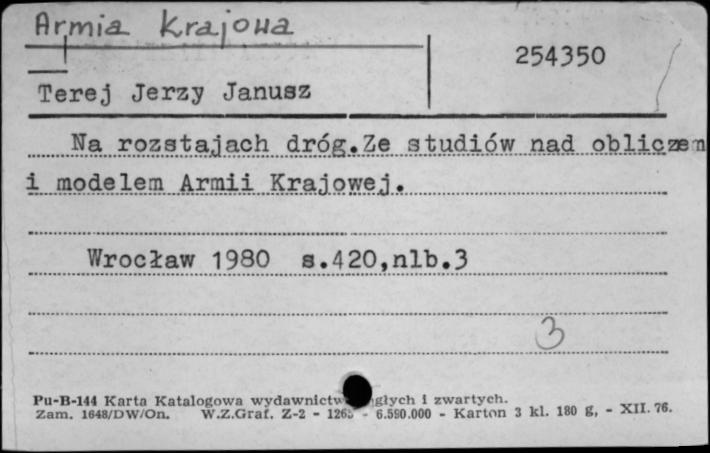 Armia Krajowa
254350
Terej Jerzy Janusz
Na rozstajach dróg.Ze studiów nad obliczem
i modelem Armii Krajowej.
Wrocław 1980 s.420,nlb.3
3
Pu-B-144 Karta Katalogowa wydawnictw głych i zwartych.
Zam. 1648/DW/On. W.Z.Graf. Z-2 - 1265 - 6.590.000 - Karton 3 kl. 180 g, - XII. 76.